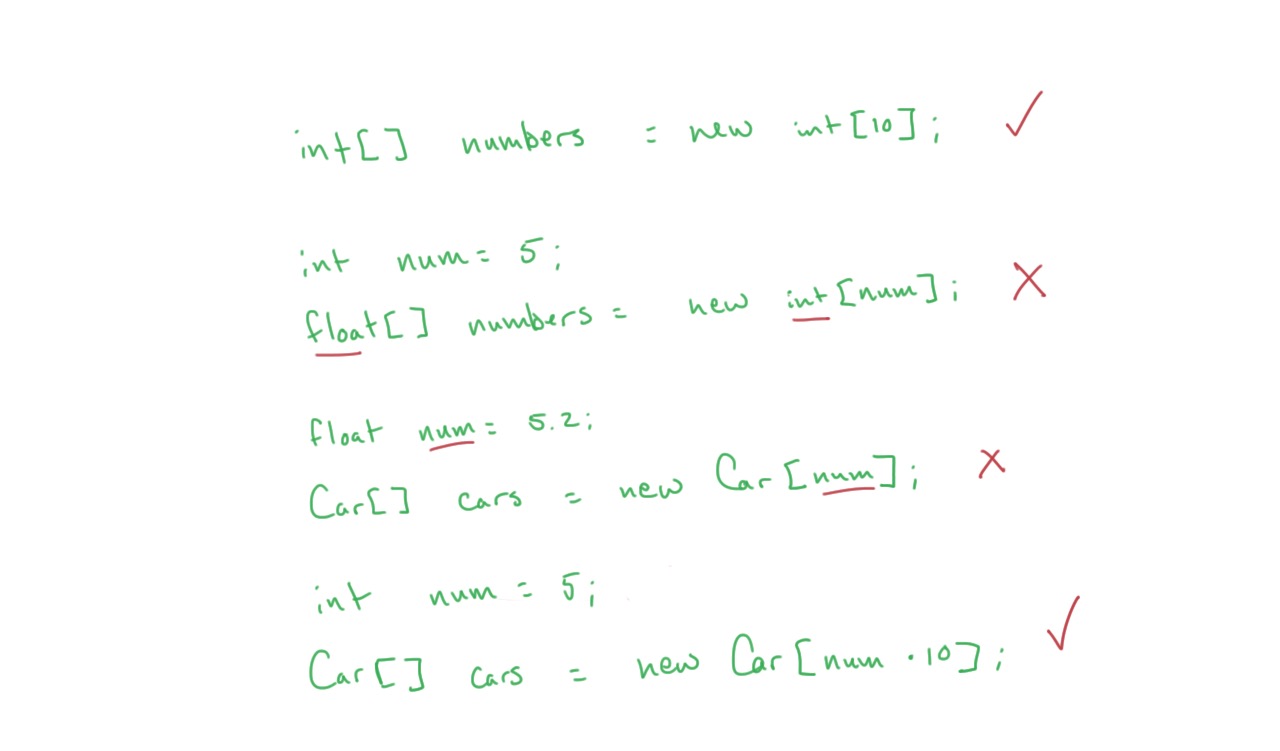 int[] numbers = new int[10]; ✓
int num = 5;
float[] numbers = new int[num]; X
float num = 5.2;
Car[] cars = new Car[num]; X
int num = 5;
Car[] cars = new Car[num · 10]; ✓